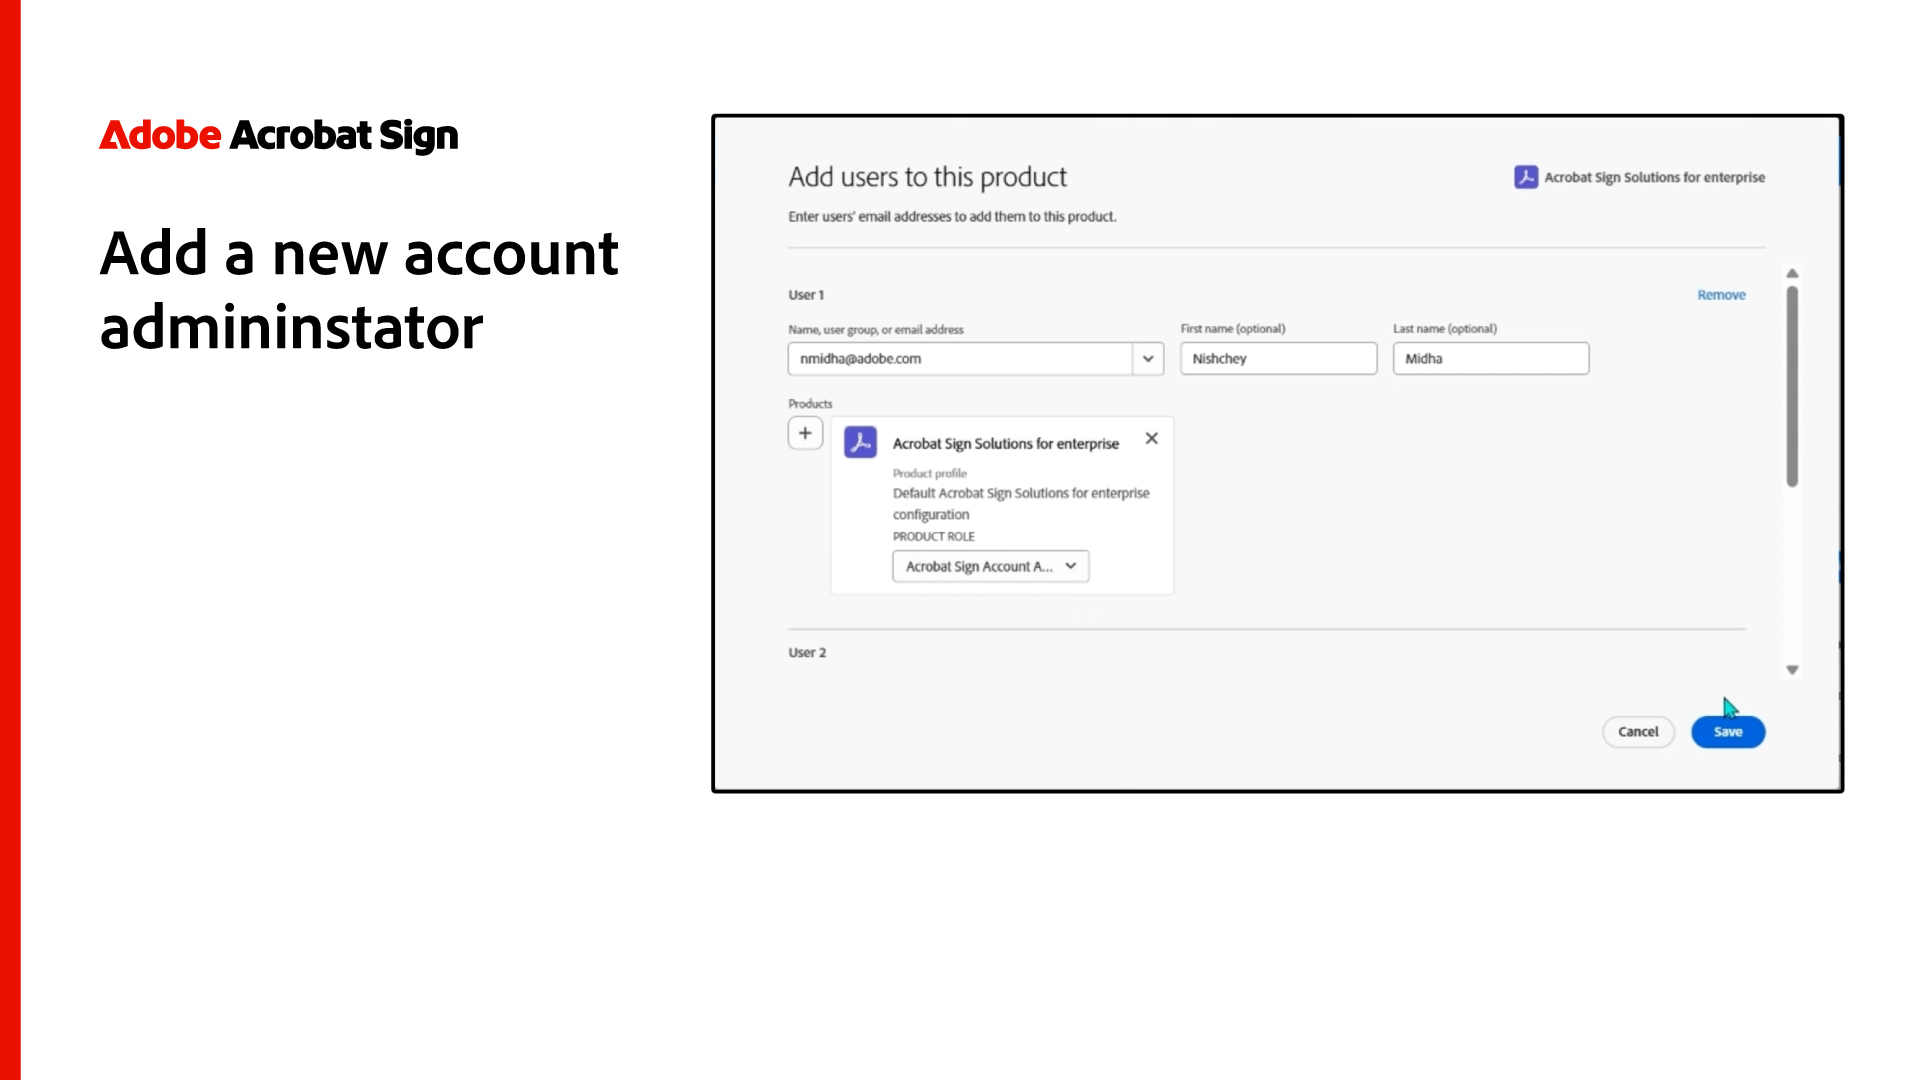 Adobe Acrobat Sign
Add a new account
admininstator
Add users to this product
Acrobat Sign Solutions for enterprise
Enter users' email addresses to add them to this product.
User 1
Remove
Name, user group, or email address
First name (optional)
Last name (optional)
nmidha@adobe.com
Nishchey
Midha
Products
+
Acrobat Sign Solutions for enterprise
Product profile
Default Acrobat Sign Solutions for enterprise
configuration
PRODUCT ROLE
Acrobat Sign Account A...
User 2
Cancel
Save